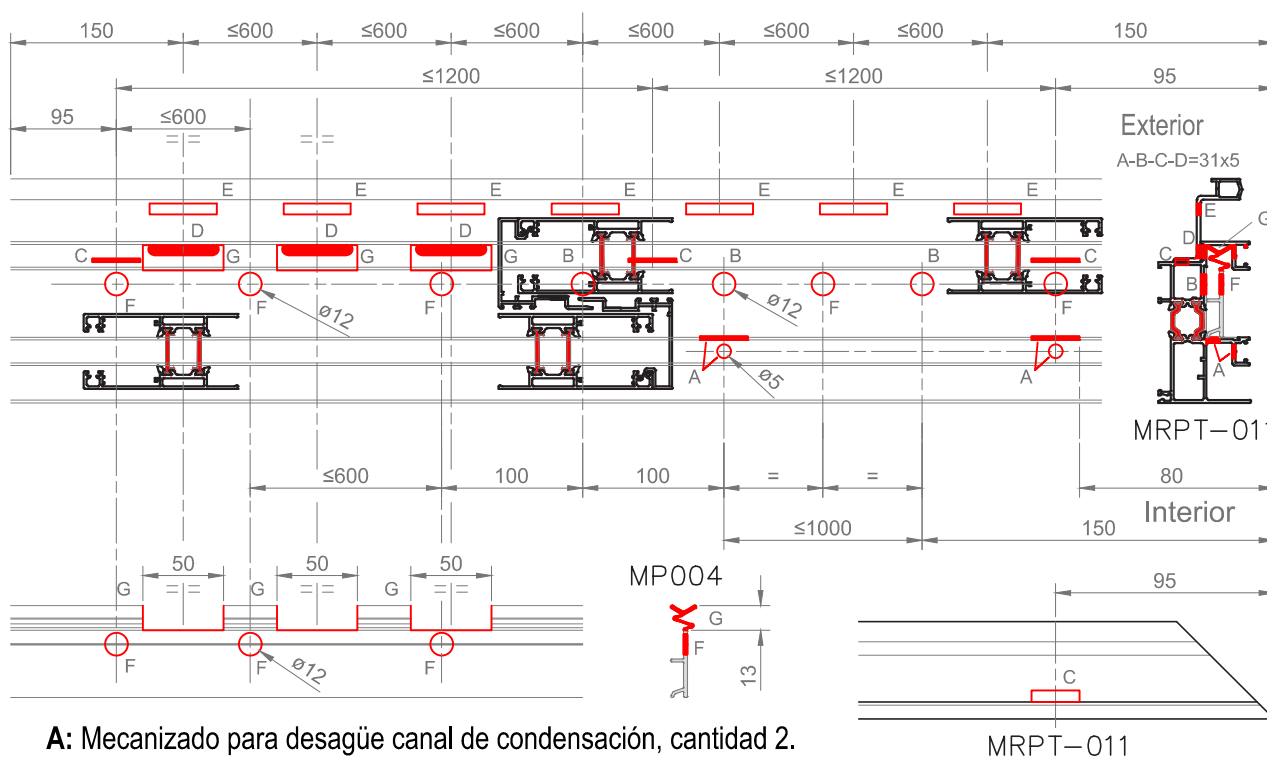 150 ≤600 ≤600 ≤600 ≤600 ≤600 ≤600 150
≤1200 ≤1200 95
95 ≤600
Exterior
A-B-C-D=31x5
= = = =
E E E E E E E
E
G
D D D
D
C G G G B C B B C
C
B F
F F F F F
ø12 ø12
A A
A
ø5
MRPT-011
≤600 100 100 = = 80
Interior
≤1000 150
50 50 50
MP004
95
G = = G = = G = =
G
F
13
F F F
ø12
C
A: Mecanizado para desagüe canal de condensación, cantidad 2.
MRPT-011